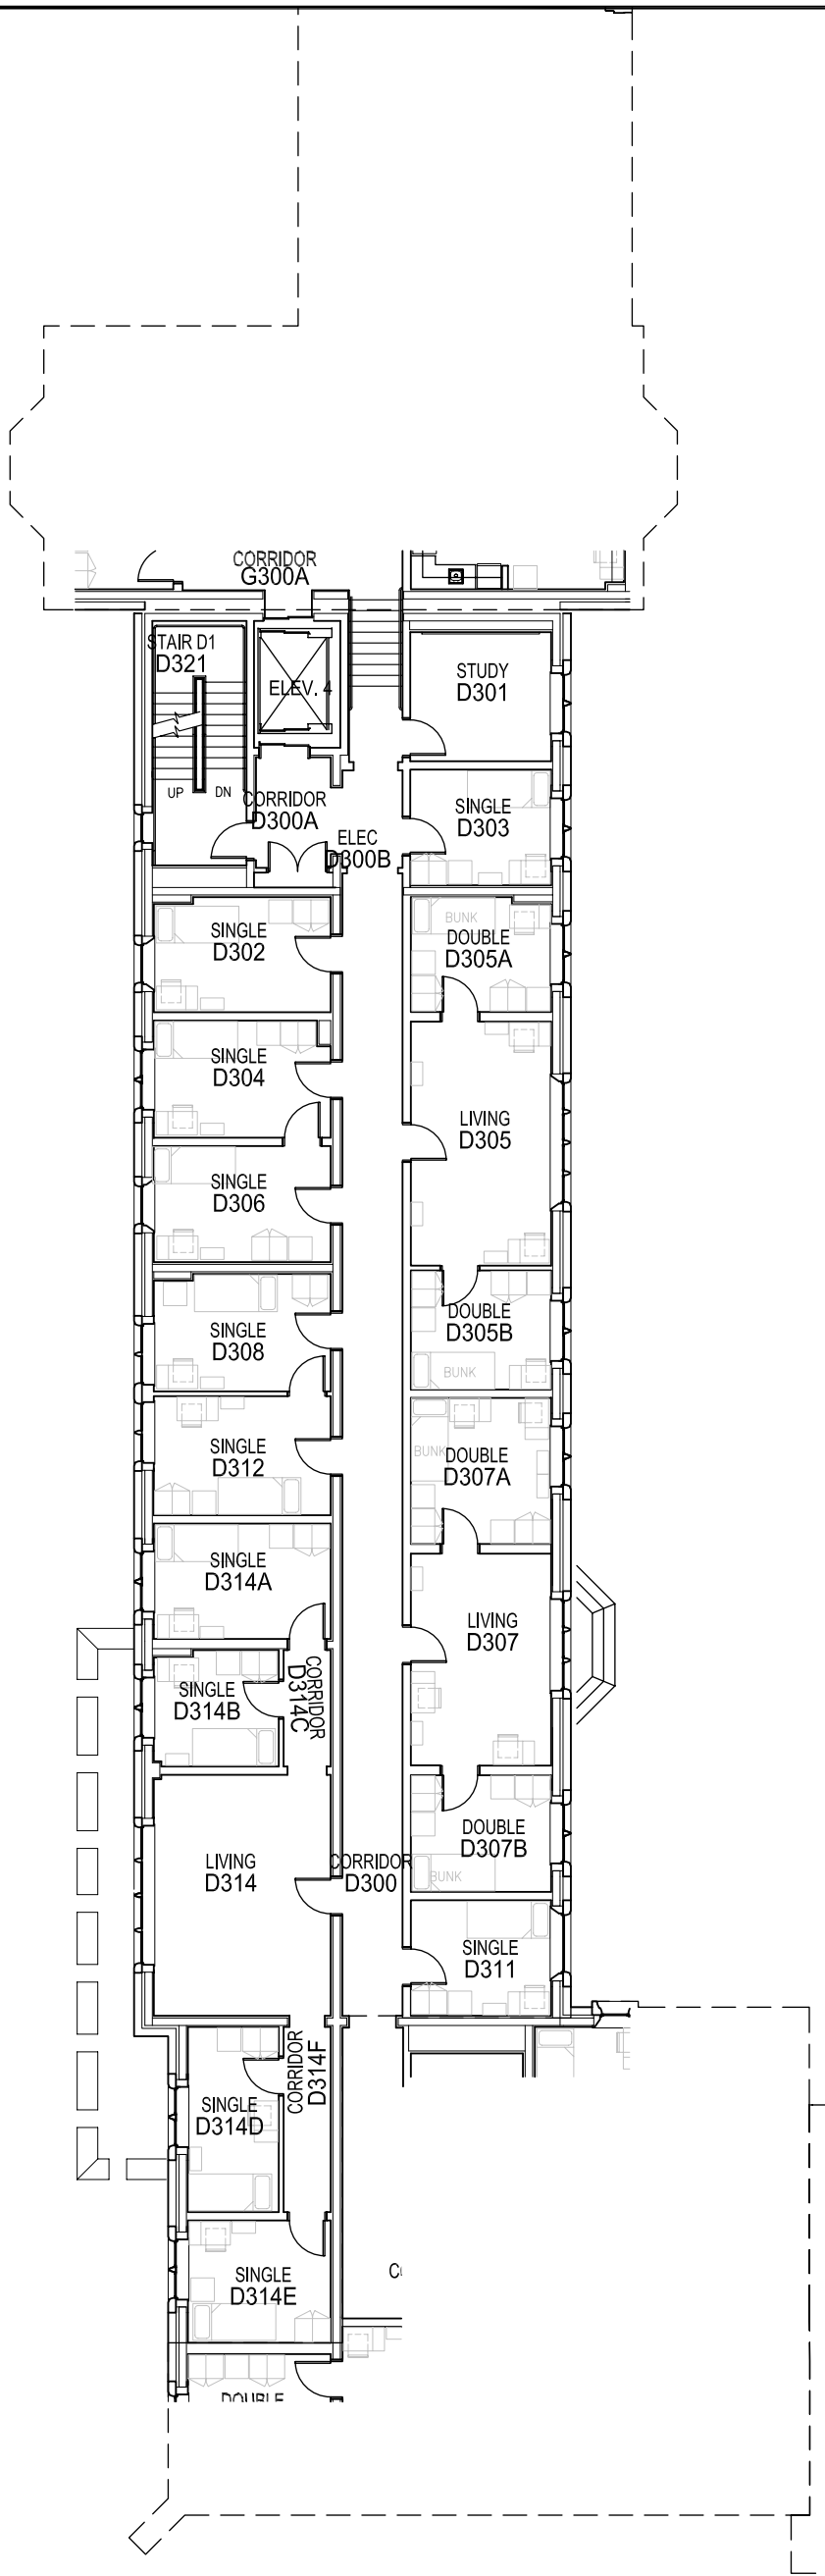 CORRIDOR
G300A
STAIR D1
D321
ELEV. 4
STUDY
D301
UP
DN
CORRIDOR
D300A
SINGLE
D303
ELEC
D300B
SINGLE
D302
BUNK
DOUBLE
D305A
SINGLE
D304
LIVING
D305
SINGLE
D306
SINGLE
D308
DOUBLE
D305B
BUNK
SINGLE
D312
BUNK
DOUBLE
D307A
SINGLE
D314A
LIVING
D307
SINGLE
D314B
CORRIDOR
D314C
DOUBLE
D307B
BUNK
LIVING
D314
CORRIDOR
D300
SINGLE
D311
CORRIDOR
D314F
SINGLE
D314D
SINGLE
D314E
DOUBLE